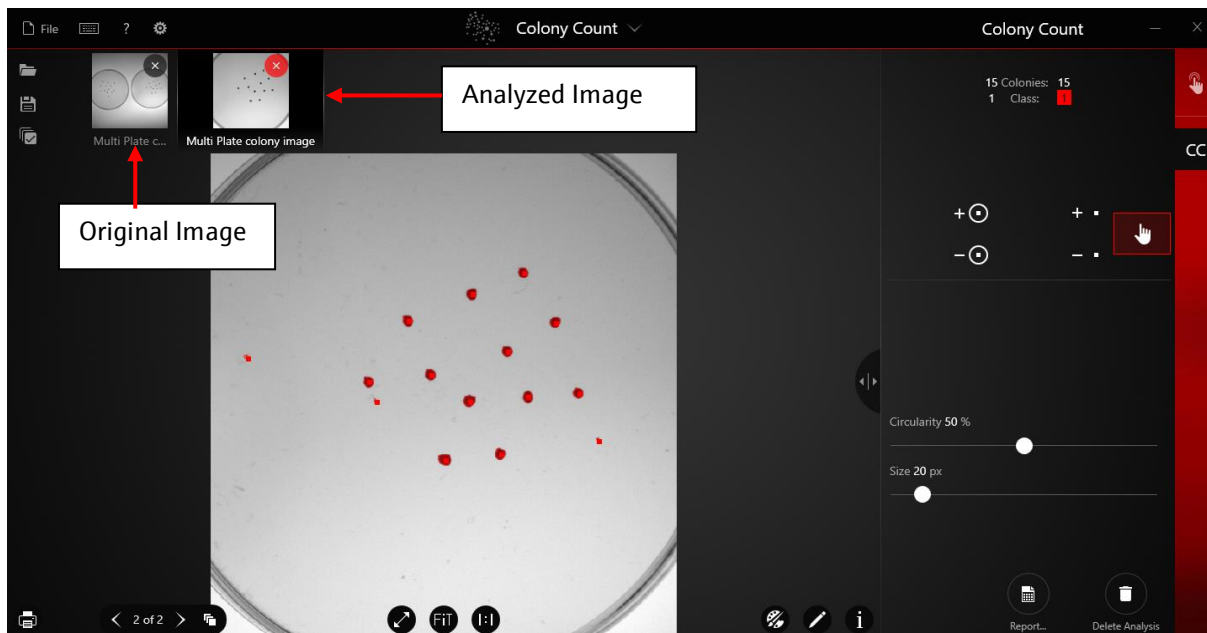 File ? Colony Count Colony Count
Analyzed Image
15 Colonies: 15
1 Class: 1
Multi Plate c... Multi Plate colony image
CC
Original Image
+ +
− −
Circularity 50 %
Size 20 px
2 of 2 FiT 1:1 i
Report... Delete Analysis